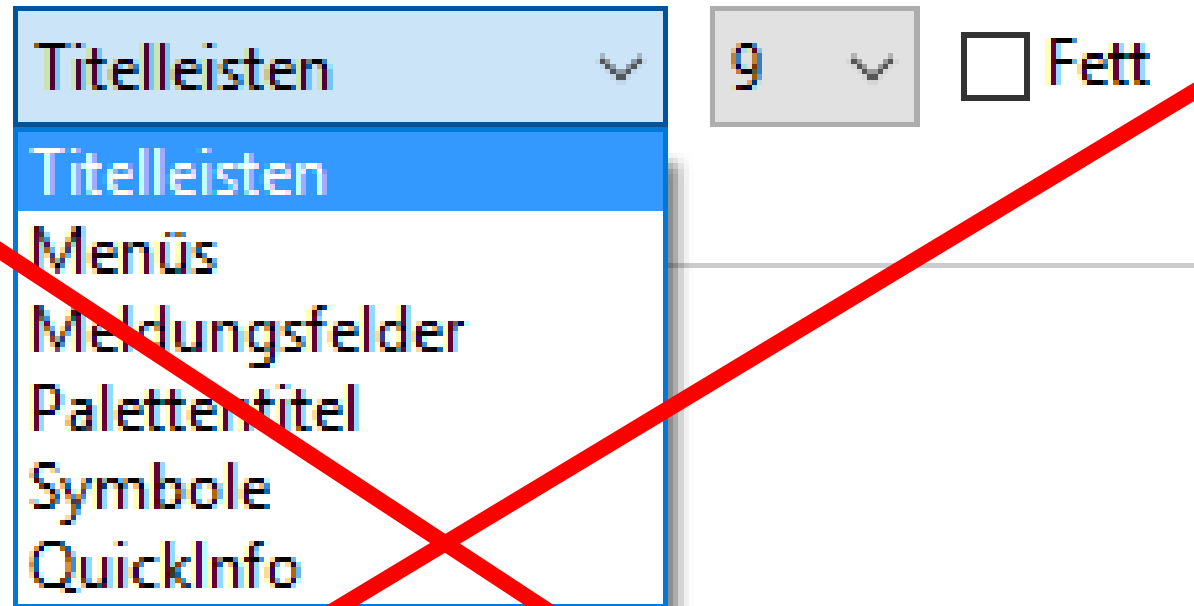 Titelleisten 9 Fett
Titelleisten
Menüs
Meldungsfelder
Palettentitel
Symbole
QuickInfo